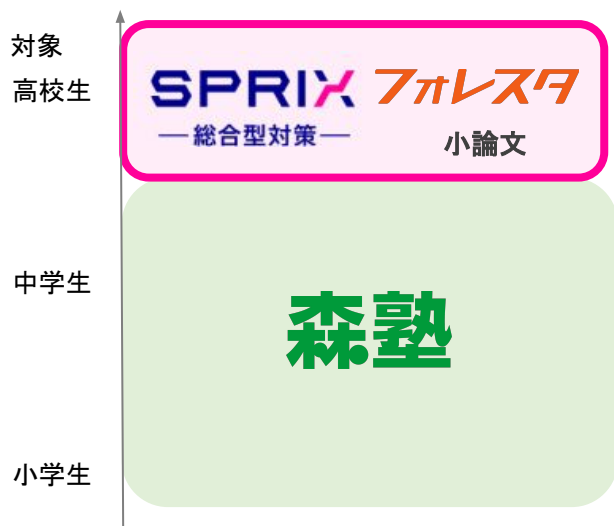 対象
高校生
SPRIX フォレスタ
―総合型対策― 小論文
中学生
森塾
小学生